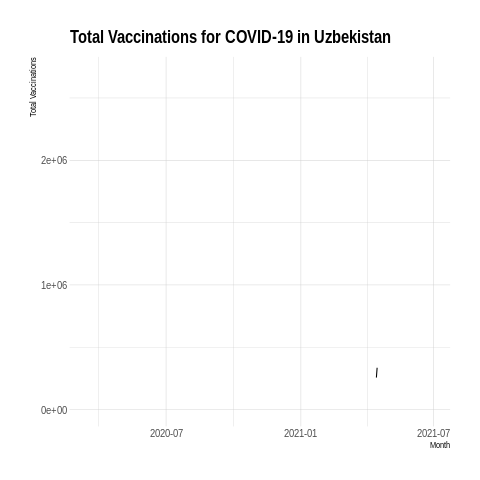 Total Vaccinations for COVID-19 in Uzbekistan
Total Vaccinations
2e+06
1e+06
0e+00
2020-07
2021-01
2021-07
Month